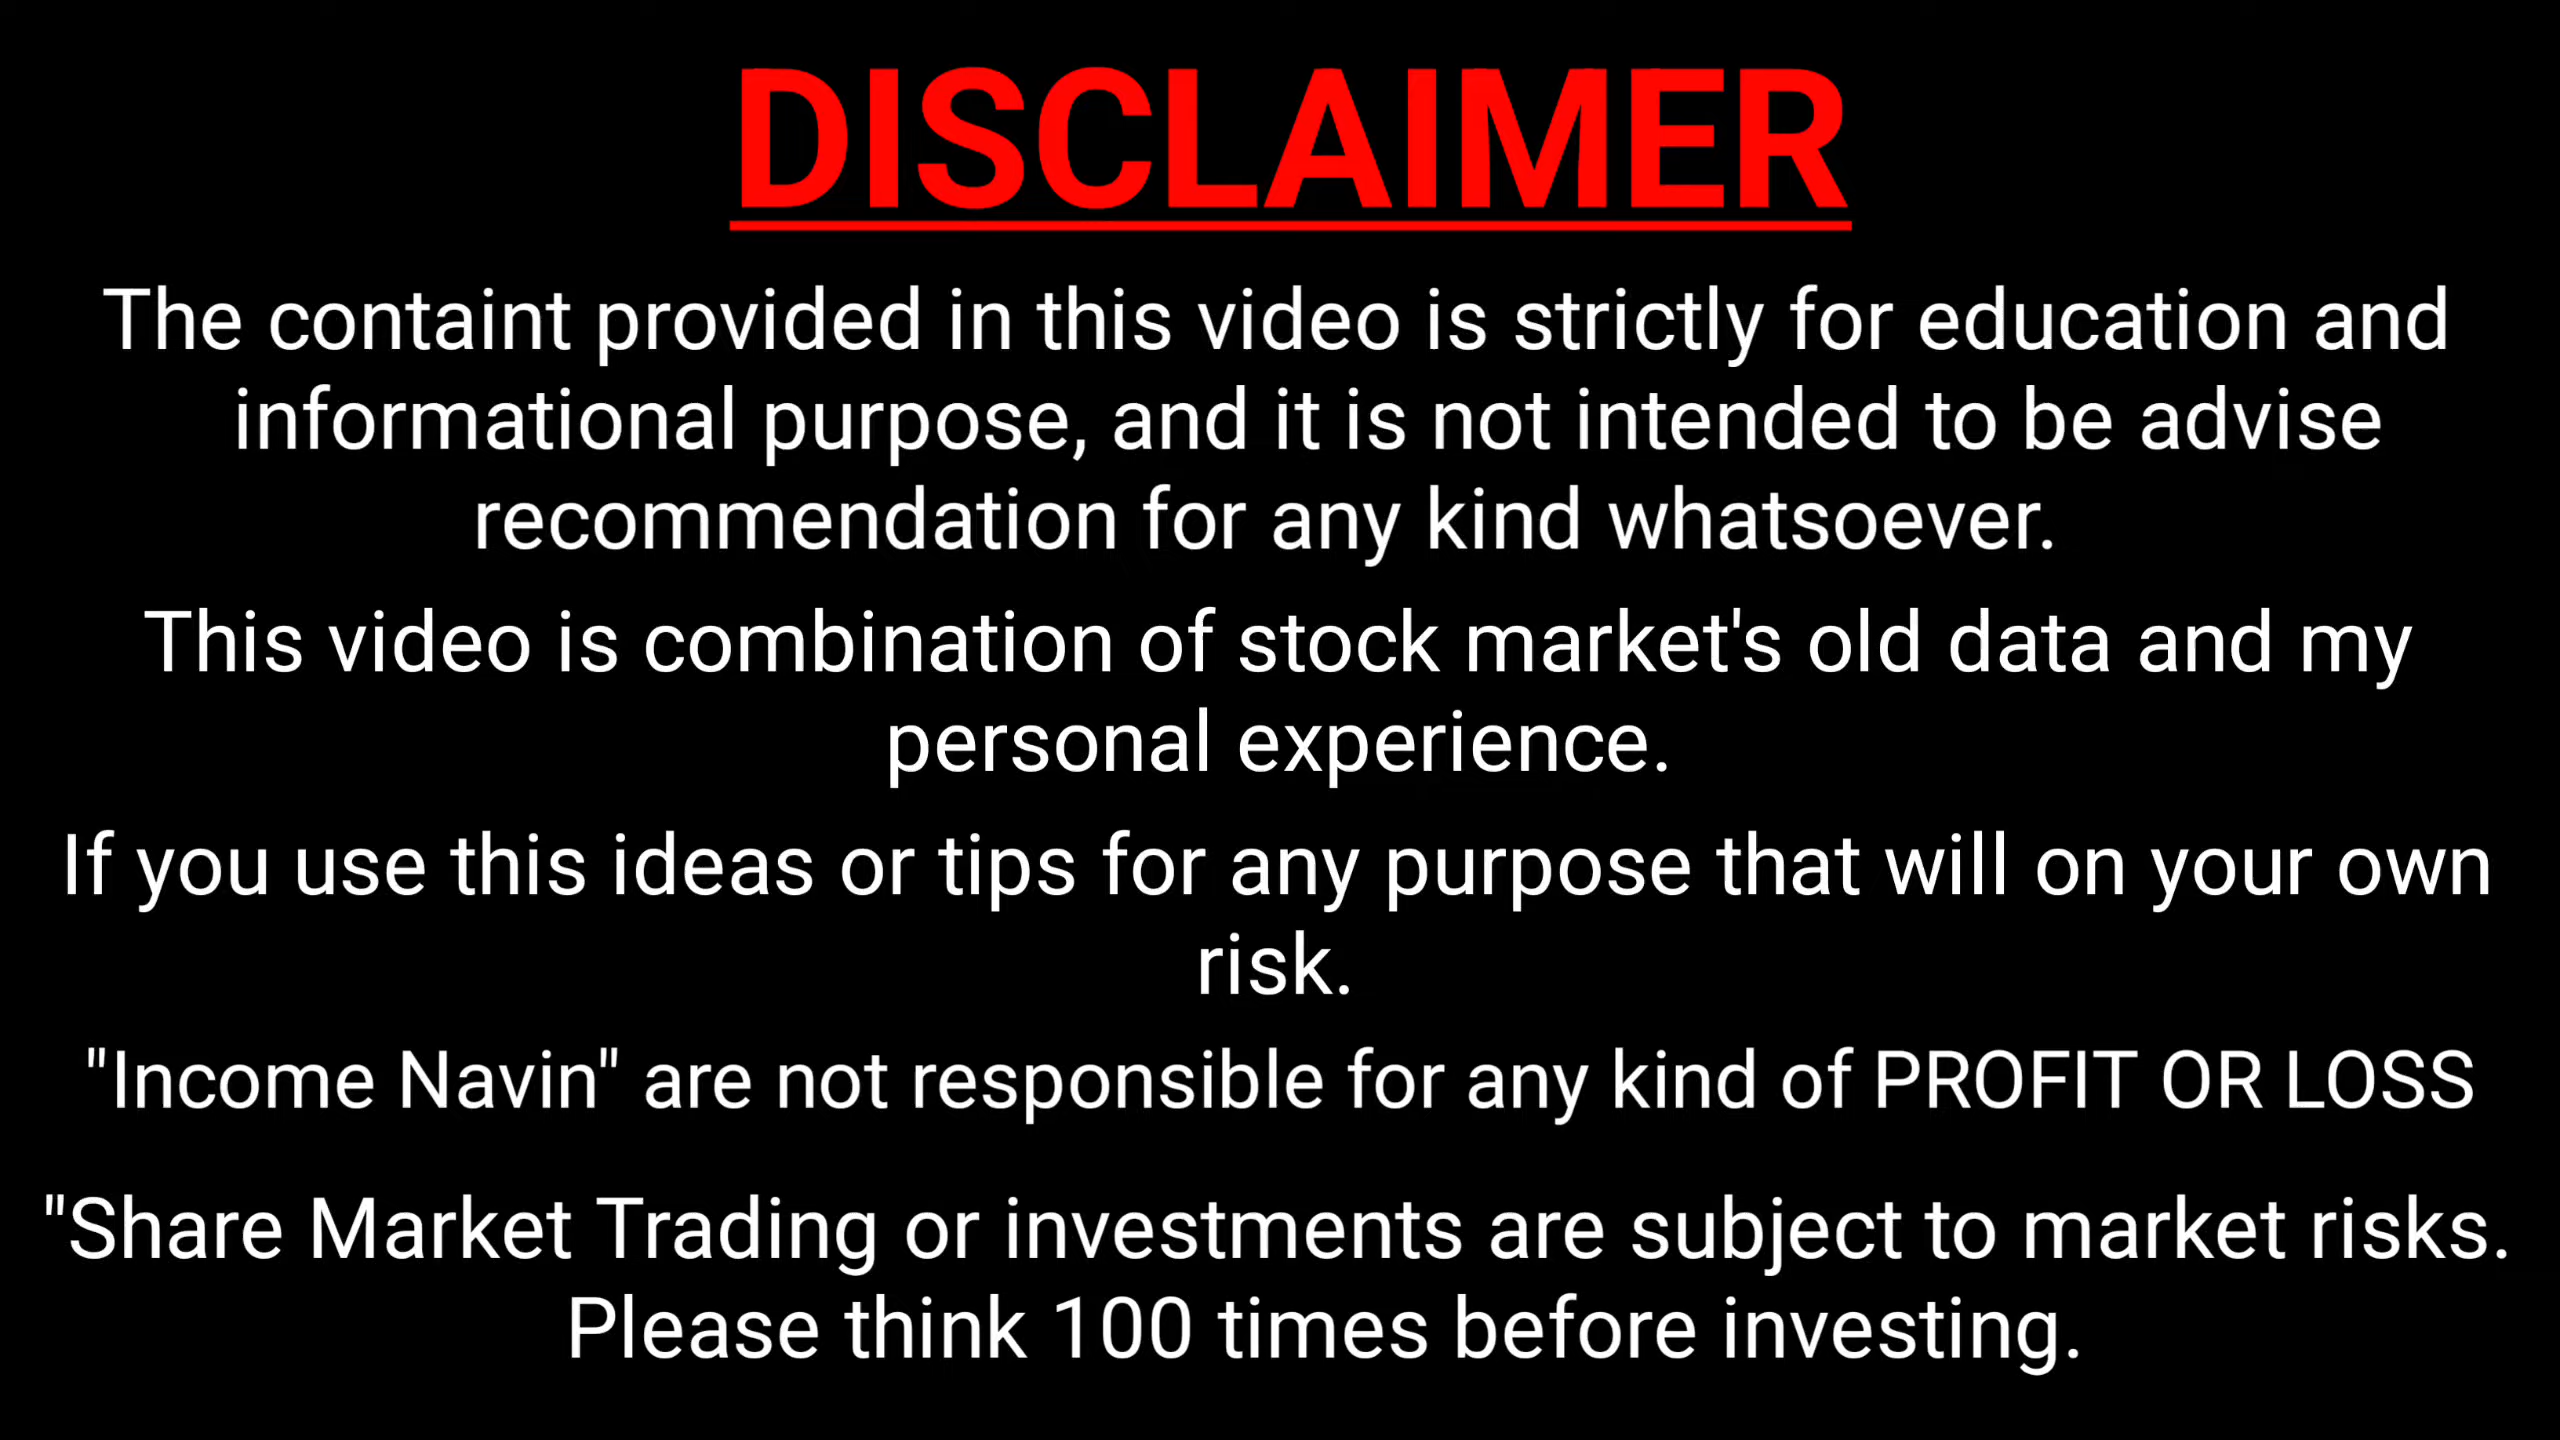 DISCLAIMER
The containt provided in this video is strictly for education and
informational purpose, and it is not intended to be advise
recommendation for any kind whatsoever.
This video is combination of stock market's old data and my
personal experience.
If you use this ideas or tips for any purpose that will on your own
risk.
"Income Navin" are not responsible for any kind of PROFIT OR LOSS
"Share Market Trading or investments are subject to market risks.
Please think 100 times before investing.